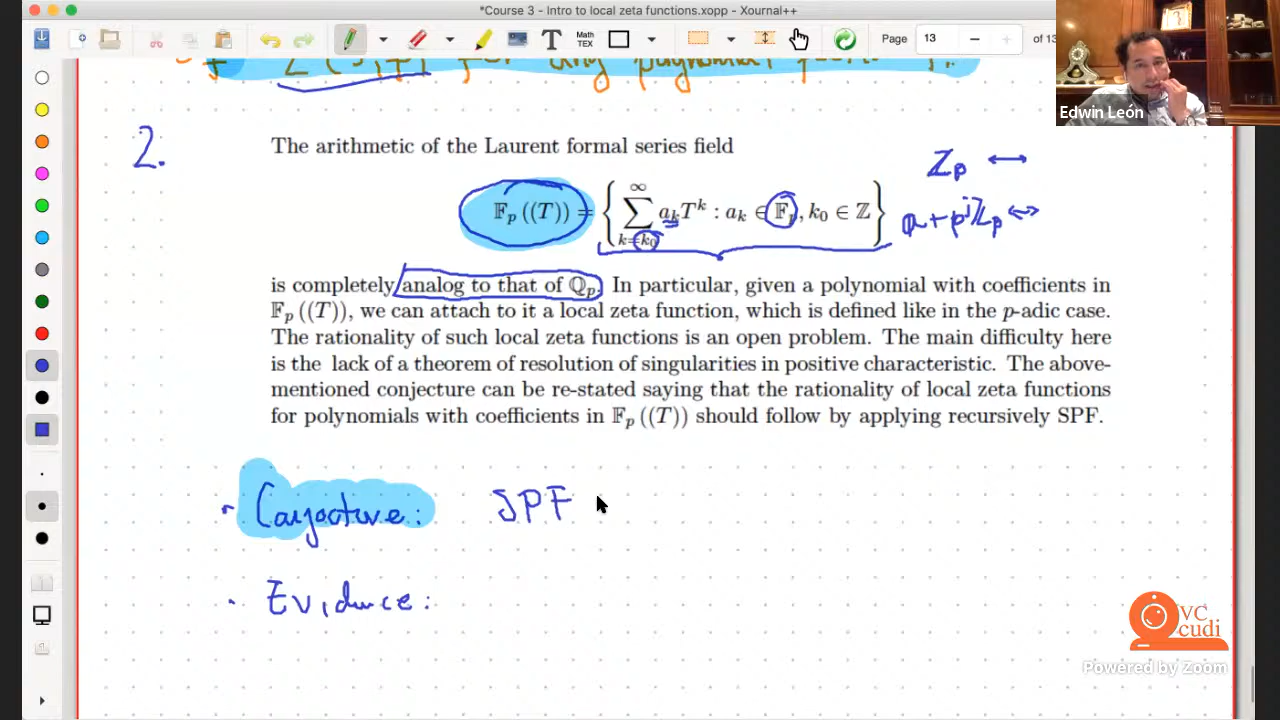 *Course 3 - Intro to local zeta functions.xopp - Xournal++
T
Math
TEX
Page 13 of 13
Edwin León
any polynomial
2.
The arithmetic of the Laurent formal series field
𝔽p ((T)) = { ∑_{k=k0}^{∞} akT^k : ak ∈ 𝔽p, k0 ∈ ℤ }
ℤp ↔
a + p^j ℤp ↔
is completely analog to that of ℚp. In particular, given a polynomial with coefficients in
𝔽p ((T)), we can attach to it a local zeta function, which is defined like in the p-adic case.
The rationality of such local zeta functions is an open problem. The main difficulty here
is the lack of a theorem of resolution of singularities in positive characteristic. The above-
mentioned conjecture can be re-stated saying that the rationality of local zeta functions
for polynomials with coefficients in 𝔽p ((T)) should follow by applying recursively SPF.
Conjecture: SPF
Evidence:
VC
cudi
Powered by Zoom